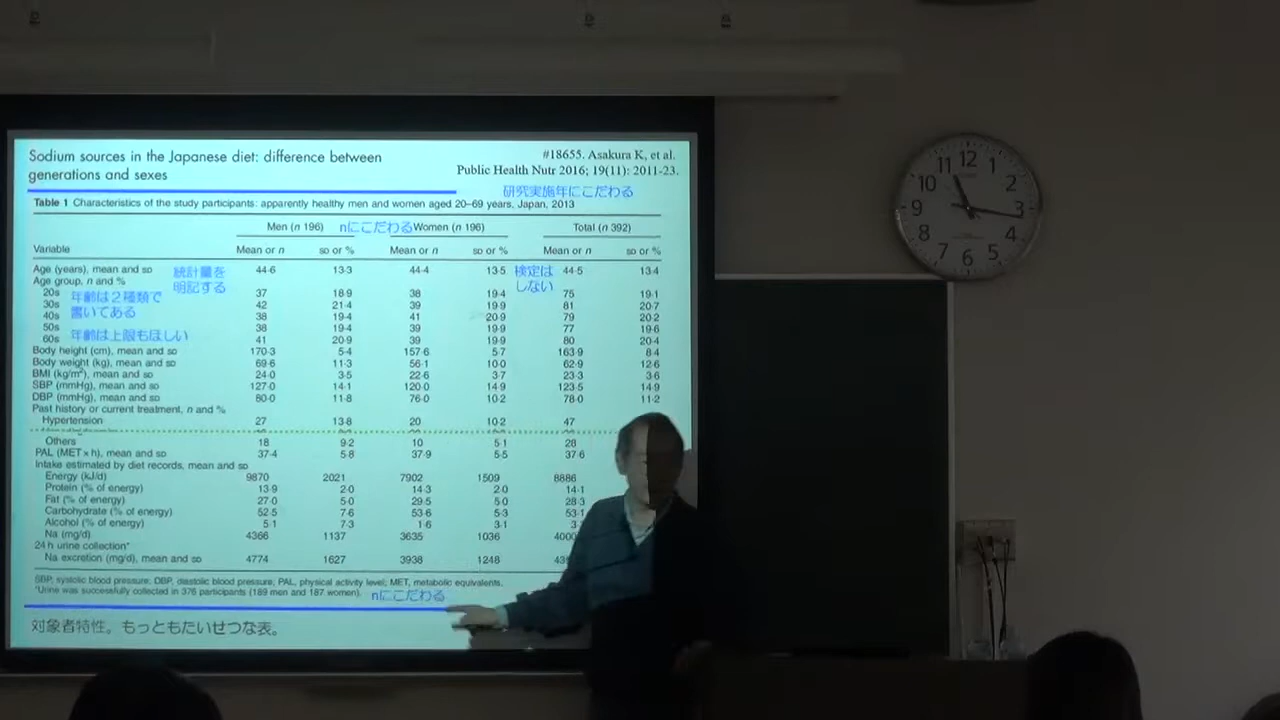 Sodium sources in the Japanese diet: difference between
generations and sexes
#18655. Asakura K, et al.
Public Health Nutr 2016; 19(11): 2011-23.
研究実施年にこだわる
Table 1 Characteristics of the study participants: apparently healthy men and women aged 20–69 years, Japan, 2013
Men (n 196) nにこだわる Women (n 196) Total (n 392)
Variable Mean or n SD or % Mean or n SD or % Mean or n SD or %
Age (years), mean and SD 44·6 13·3 44·4 13·5 44·5 13·4
統計量を
明記する
検定は
しない
Age group, n and %
20s 37 18·9 38 19·4 75 19·1
30s 42 21·4 39 19·9 81 20·7
40s 38 19·4 41 20·9 79 20·2
50s 38 19·4 39 19·9 77 19·6
60s 41 20·9 39 19·9 80 20·4
年齢は2種類で
書いてある
年齢は上限もほしい
Body height (cm), mean and SD 170·3 5·4 157·6 5·7 163·9 8·4
Body weight (kg), mean and SD 69·6 11·3 56·1 10·0 62·9 12·6
BMI (kg/m²), mean and SD 24·0 3·5 22·6 3·7 23·3 3·6
SBP (mmHg), mean and SD 127·0 14·1 120·0 14·9 123·5 14·9
DBP (mmHg), mean and SD 80·0 11·8 76·0 10·2 78·0 11·2
Past history or current treatment, n and %
Hypertension 27 13·8 20 10·2 47
Others 18 9·2 10 5·1 28
PAL (MET × h), mean and SD 37·4 5·8 37·9 5·5 37·6
Intake estimated by diet records, mean and SD
Energy (kJ/d) 9870 2021 7902 1509 8886
Protein (% of energy) 13·9 2·0 14·3 2·0 14·1
Fat (% of energy) 27·0 5·0 29·5 5·0 28·3
Carbohydrate (% of energy) 52·5 7·6 53·6 5·3 53·1
Alcohol (% of energy) 5·1 7·3 1·6 3·1
Na (mg/d) 4366 1137 3635 1036 4000
24 h urine collection*
Na excretion (mg/d), mean and SD 4774 1627 3938 1248
SBP, systolic blood pressure; DBP, diastolic blood pressure; PAL, physical activity level; MET, metabolic equivalents.
*Urine was successfully collected in 376 participants (189 men and 187 women). nにこだわる
対象者特性。もっともたいせつな表。
12
1
2
3
4
5
6
7
8
9
10
11